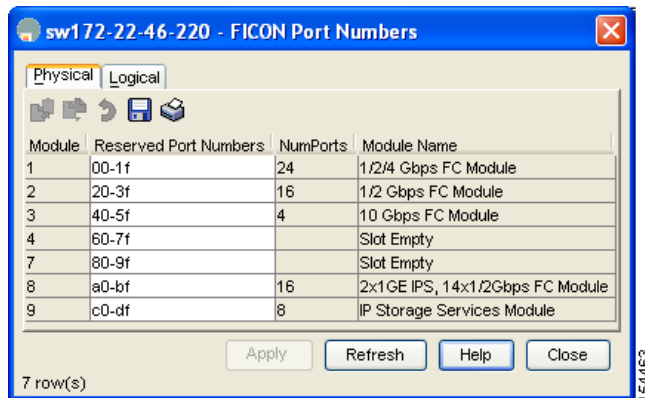 sw172-22-46-220 - FICON Port Numbers
Physical Logical
Module Reserved Port Numbers NumPorts Module Name
1 00-1f 24 1/2/4 Gbps FC Module
2 20-3f 16 1/2 Gbps FC Module
3 40-5f 4 10 Gbps FC Module
4 60-7f Slot Empty
7 80-9f Slot Empty
8 a0-bf 16 2x1GE IPS, 14x1/2Gbps FC Module
9 c0-df 8 IP Storage Services Module
Apply Refresh Help Close
7 row(s)